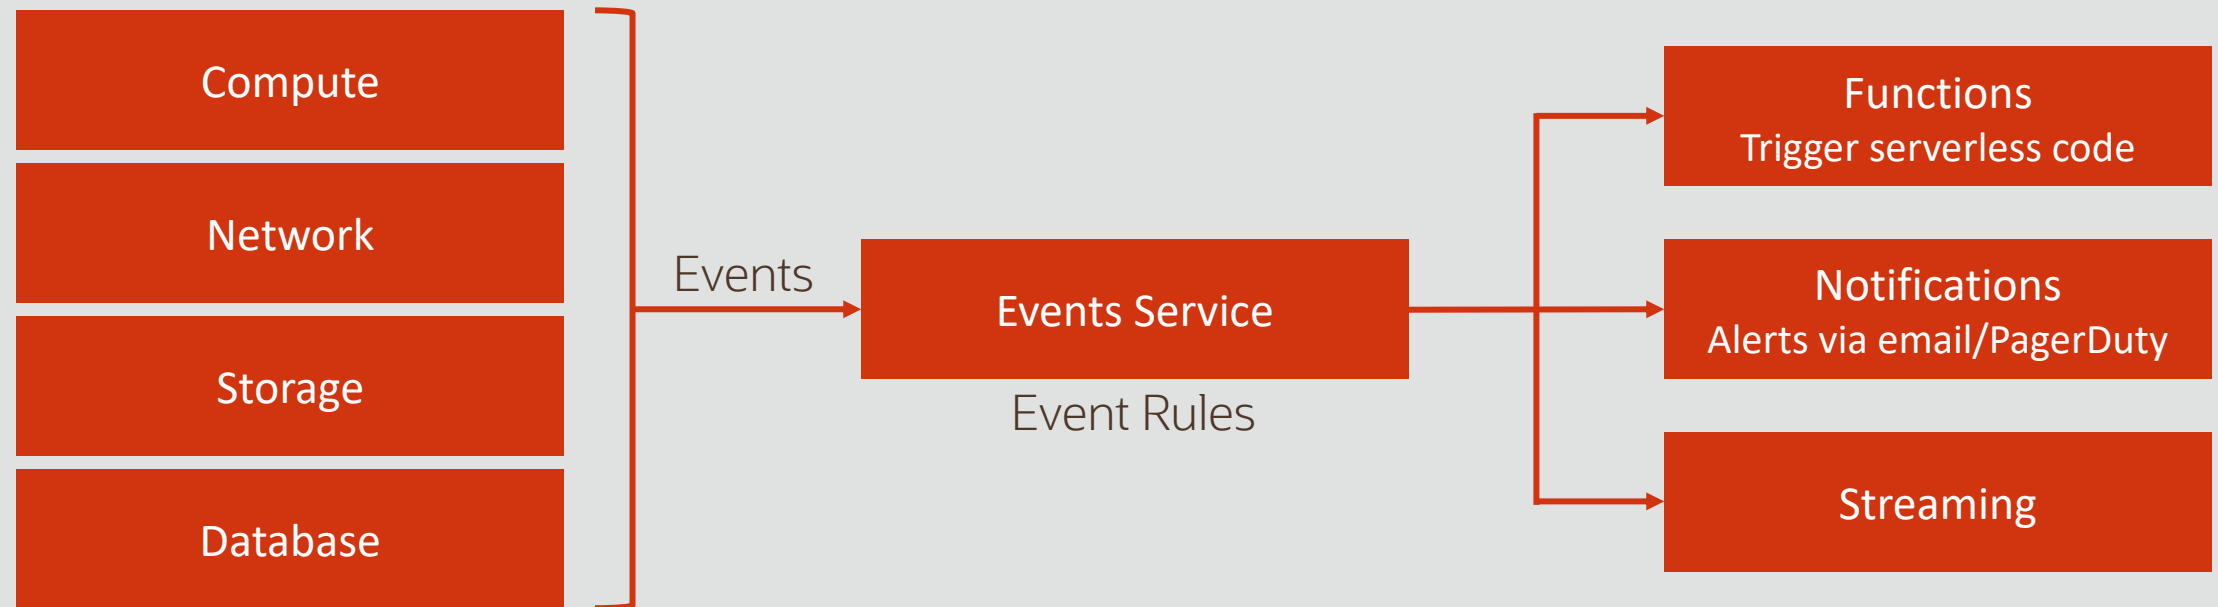 Compute
Network
Storage
Database
Events
Events Service
Event Rules
Functions
Trigger serverless code
Notifications
Alerts via email/PagerDuty
Streaming